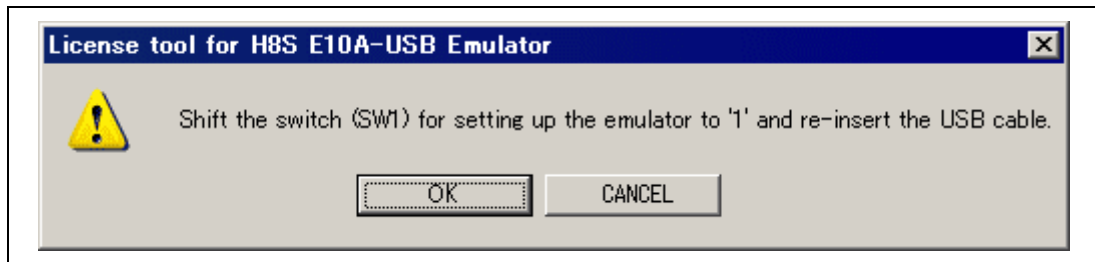 License tool for H8S E10A-USB Emulator
Shift the switch (SW1) for setting up the emulator to '1' and re-insert the USB cable.
OK CANCEL